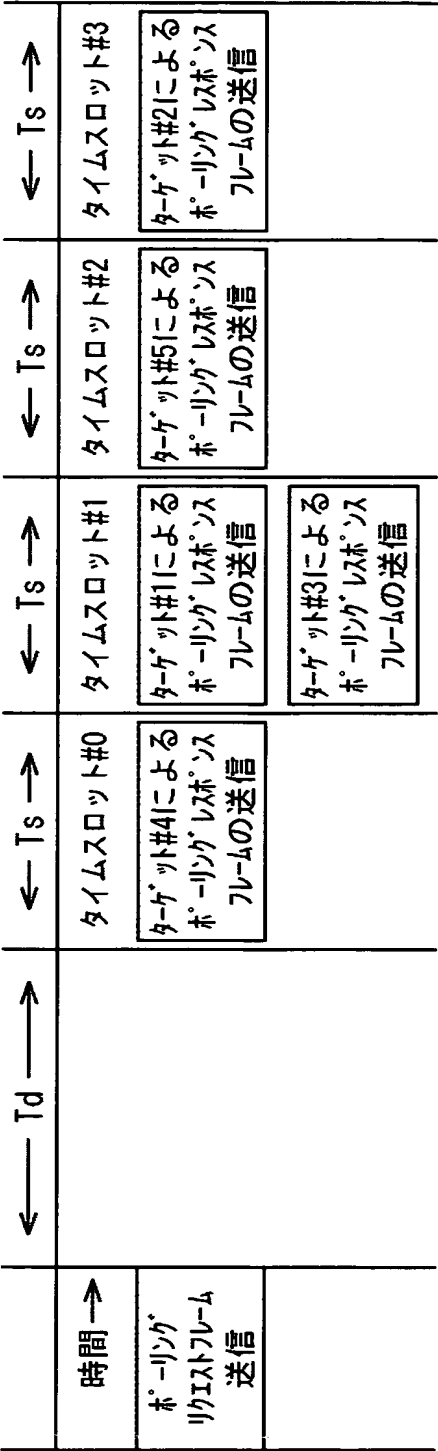 ← Td →
← Ts →
← Ts →
← Ts →
← Ts →
時間→
タイムスロット#0
タイムスロット#1
タイムスロット#2
タイムスロット#3
ﾎﾟｰﾘﾝｸﾞ
ﾘｸｴｽﾄﾌﾚｰﾑ
送信
ﾀｰｹﾞｯﾄ#4による
ﾎﾟｰﾘﾝｸﾞﾚｽﾎﾟﾝｽ
ﾌﾚｰﾑの送信
ﾀｰｹﾞｯﾄ#1による
ﾎﾟｰﾘﾝｸﾞﾚｽﾎﾟﾝｽ
ﾌﾚｰﾑの送信
ﾀｰｹﾞｯﾄ#5による
ﾎﾟｰﾘﾝｸﾞﾚｽﾎﾟﾝｽ
ﾌﾚｰﾑの送信
ﾀｰｹﾞｯﾄ#2による
ﾎﾟｰﾘﾝｸﾞﾚｽﾎﾟﾝｽ
ﾌﾚｰﾑの送信
ﾀｰｹﾞｯﾄ#3による
ﾎﾟｰﾘﾝｸﾞﾚｽﾎﾟﾝｽ
ﾌﾚｰﾑの送信